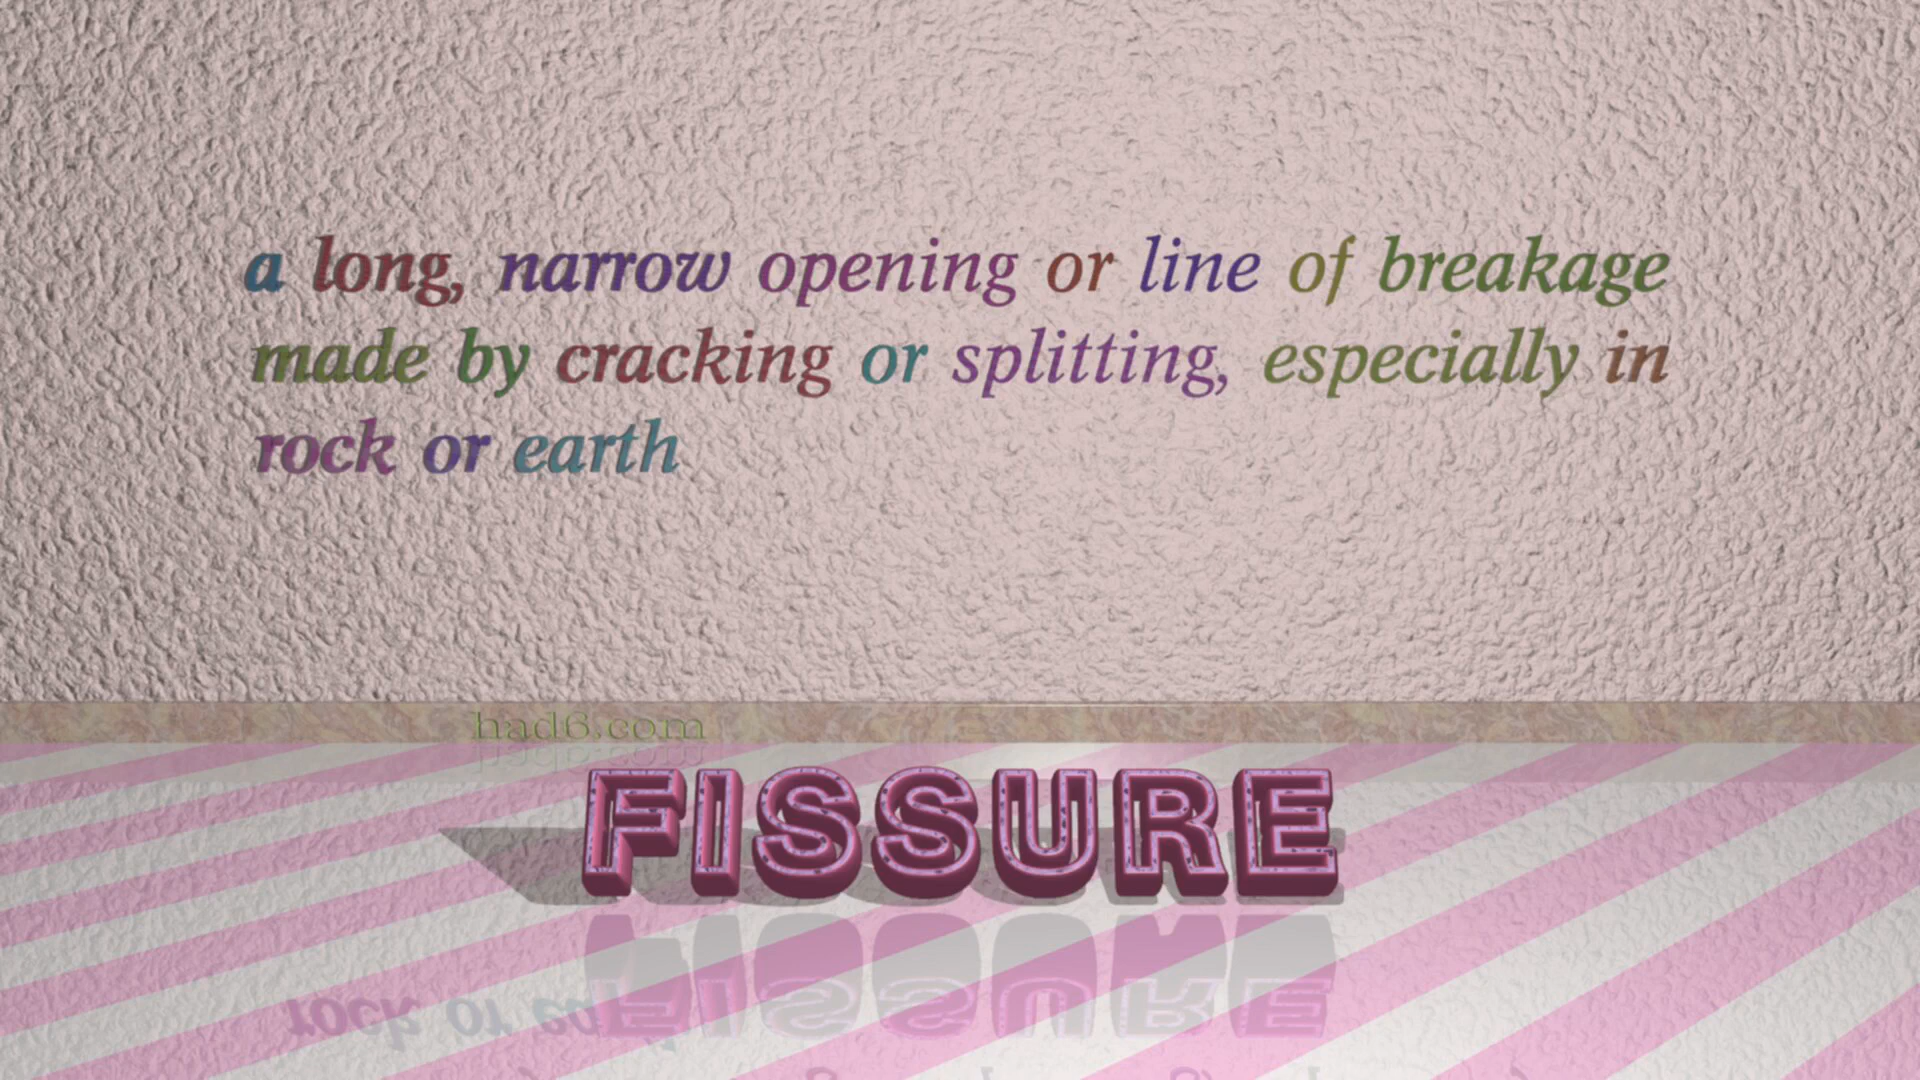 a long, narrow opening or line of breakage
made by cracking or splitting, especially in
rock or earth
had6.com
FISSURE